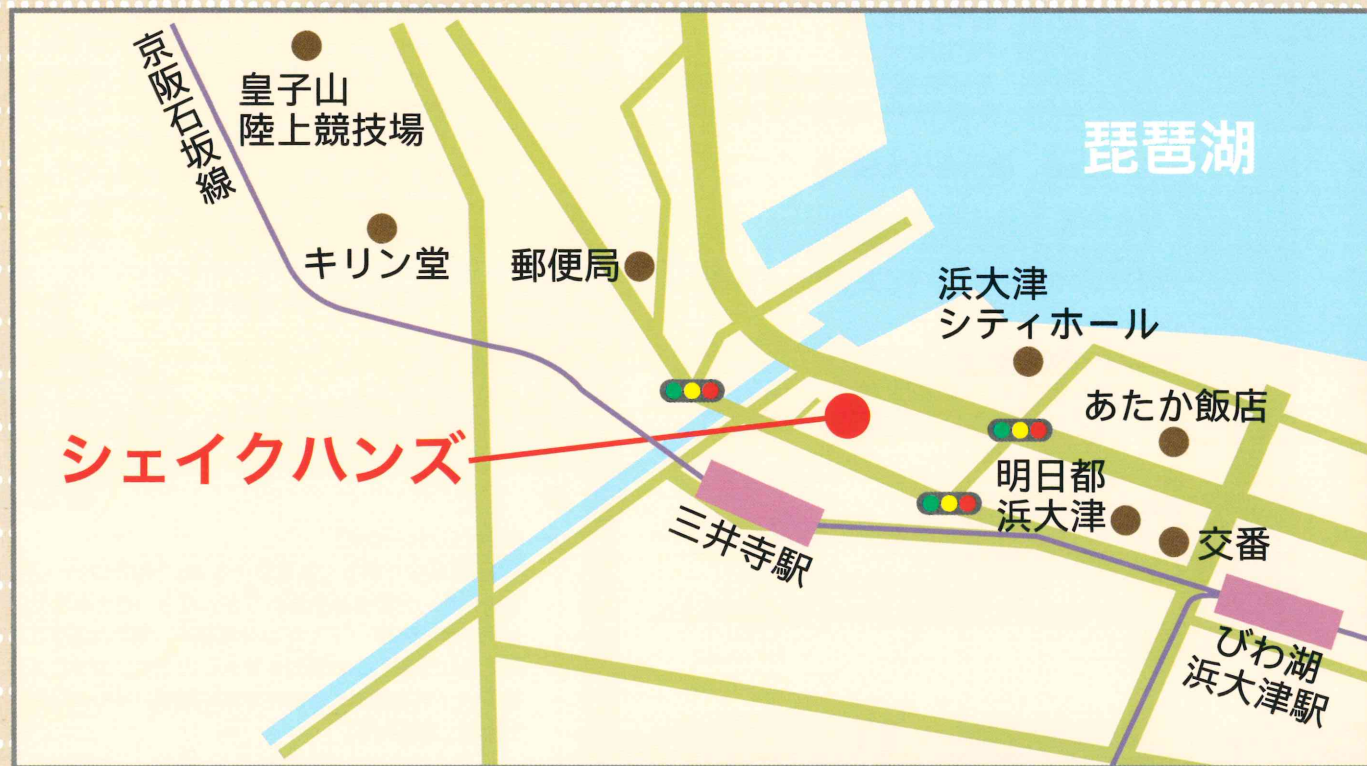 京阪石坂線
皇子山
陸上競技場
キリン堂
郵便局
琵琶湖
浜大津
シティホール
あたか飯店
シェイクハンズ
明日都
浜大津
交番
三井寺駅
びわ湖
浜大津駅